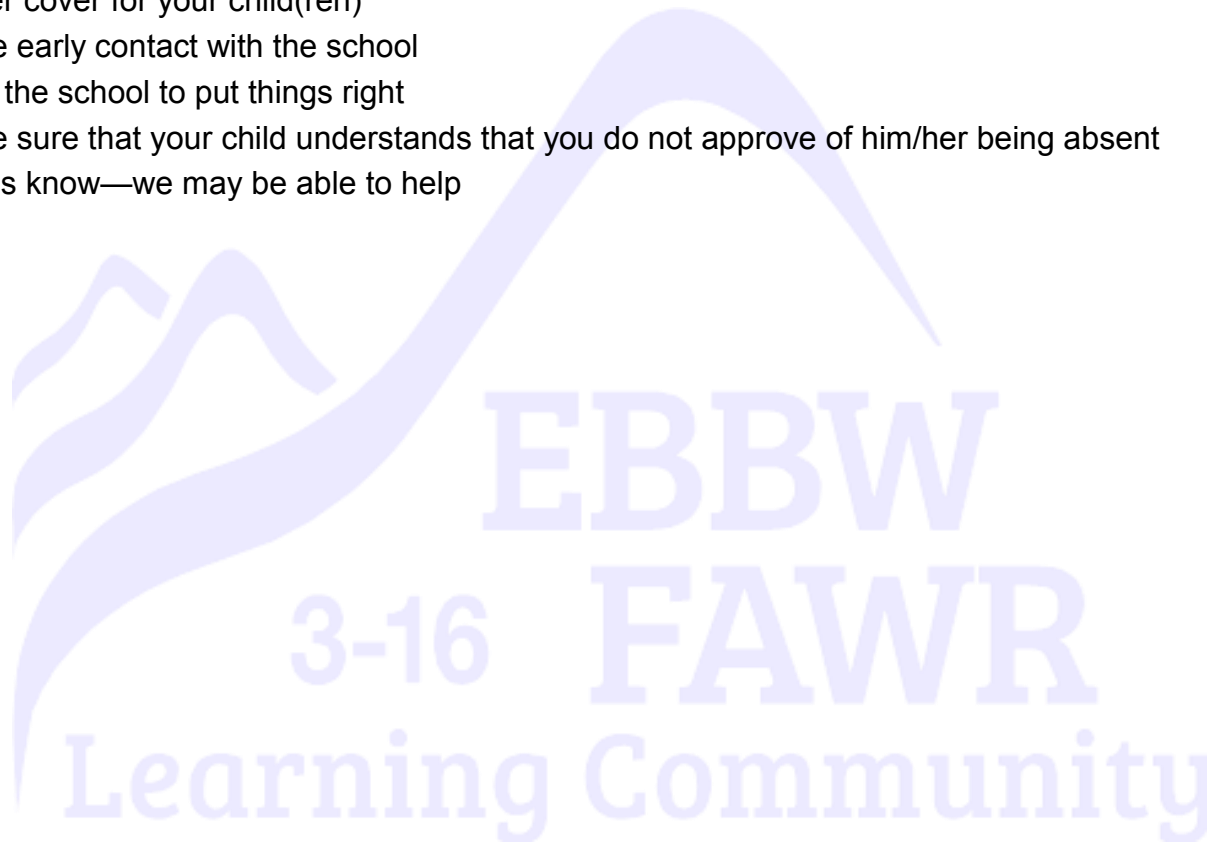 er cover for your child(ren)
e early contact with the school
the school to put things right
e sure that your child understands that you do not approve of him/her being absent
s know—we may be able to help
EBBW
3-16 FAWR
Learning Community